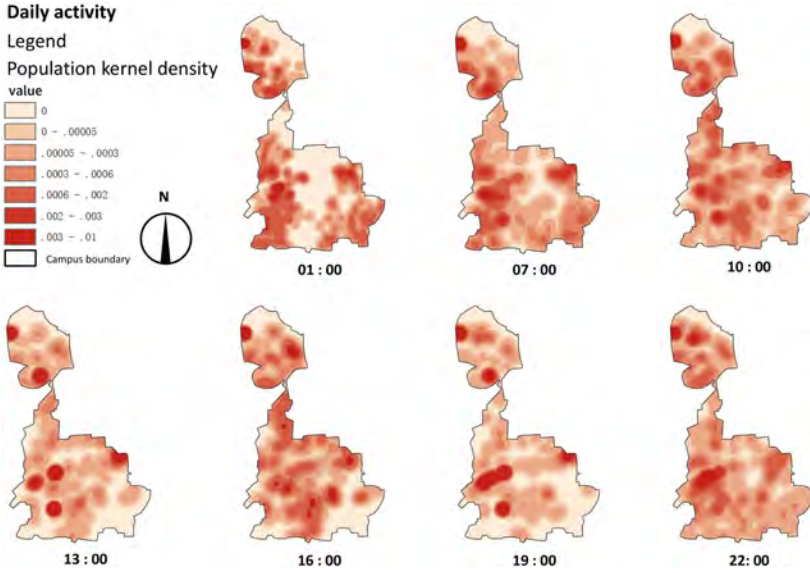 Daily activity
Legend
Population kernel density
value
0
0 - .00005
.00005 - .0003
.0003 - .0006
.0006 - .002
.002 - .003
.003 - .01
Campus boundary
N
01 : 00
07 : 00
10 : 00
13 : 00
16 : 00
19 : 00
22: 00